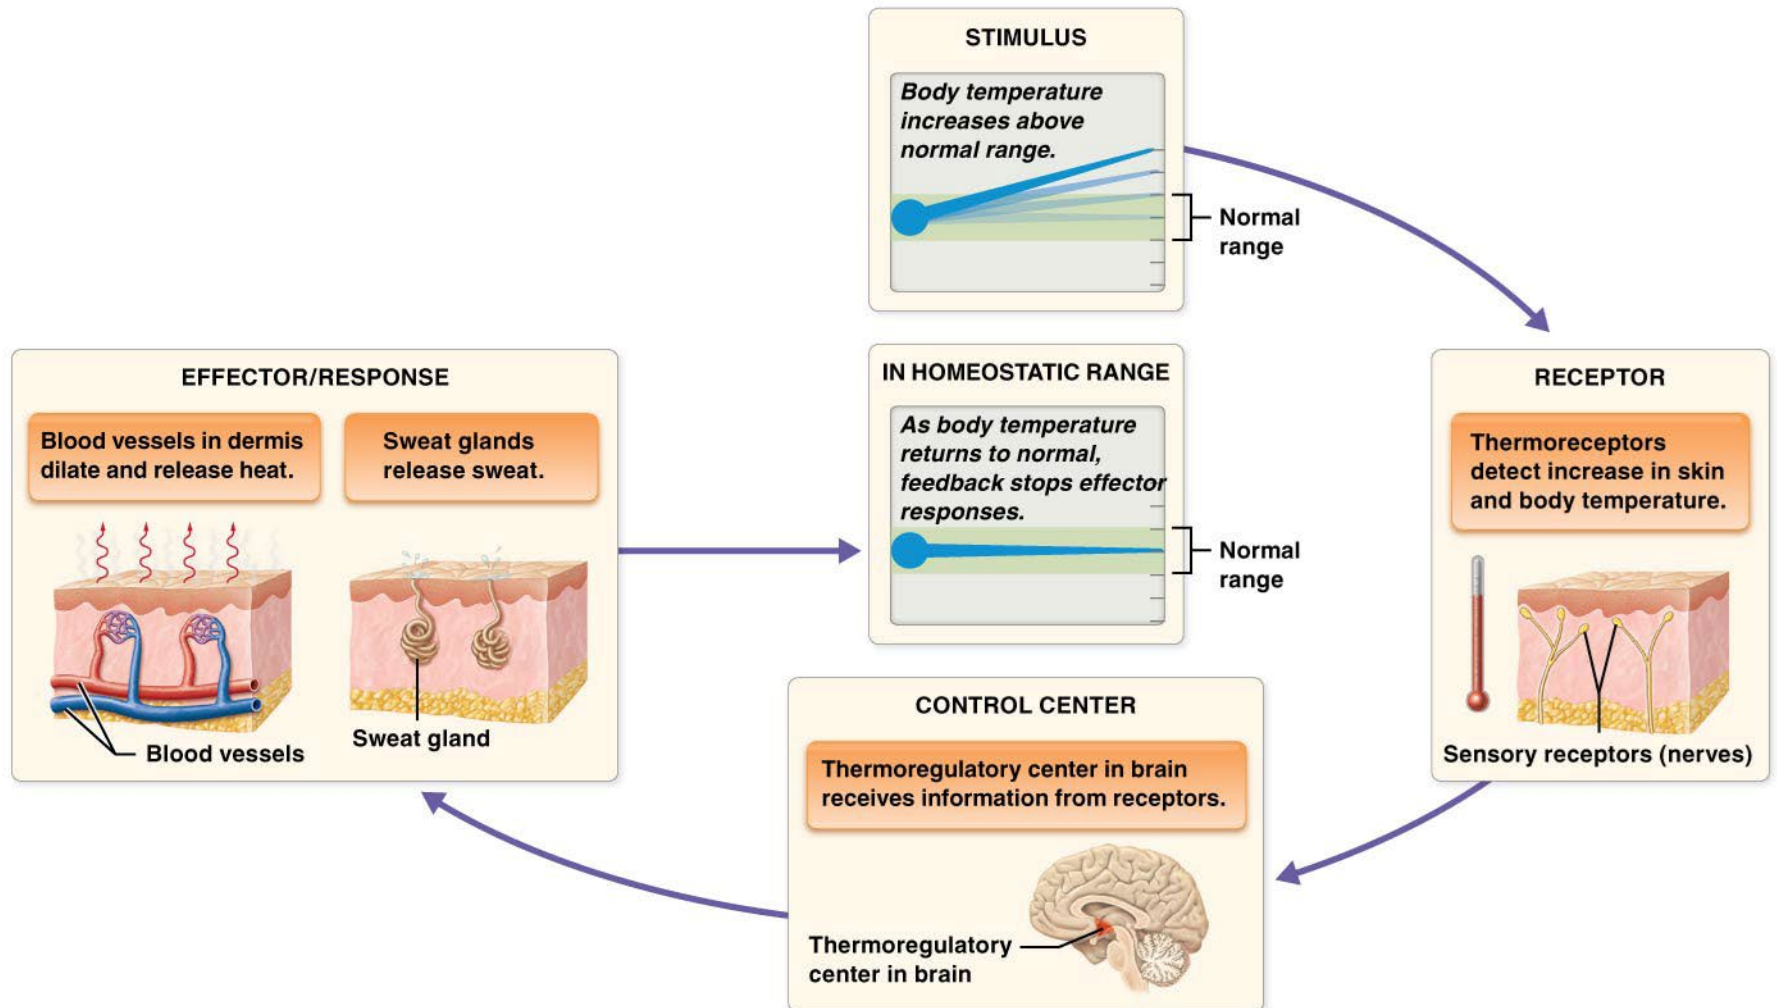 STIMULUS
Body temperature
increases above
normal range.
Normal
range
RECEPTOR
Thermoreceptors
detect increase in skin
and body temperature.
Sensory receptors (nerves)
CONTROL CENTER
Thermoregulatory center in brain
receives information from receptors.
Thermoregulatory
center in brain
EFFECTOR/RESPONSE
Blood vessels in dermis
dilate and release heat.
Blood vessels
Sweat glands
release sweat.
Sweat gland
IN HOMEOSTATIC RANGE
As body temperature
returns to normal,
feedback stops effector
responses.
Normal
range